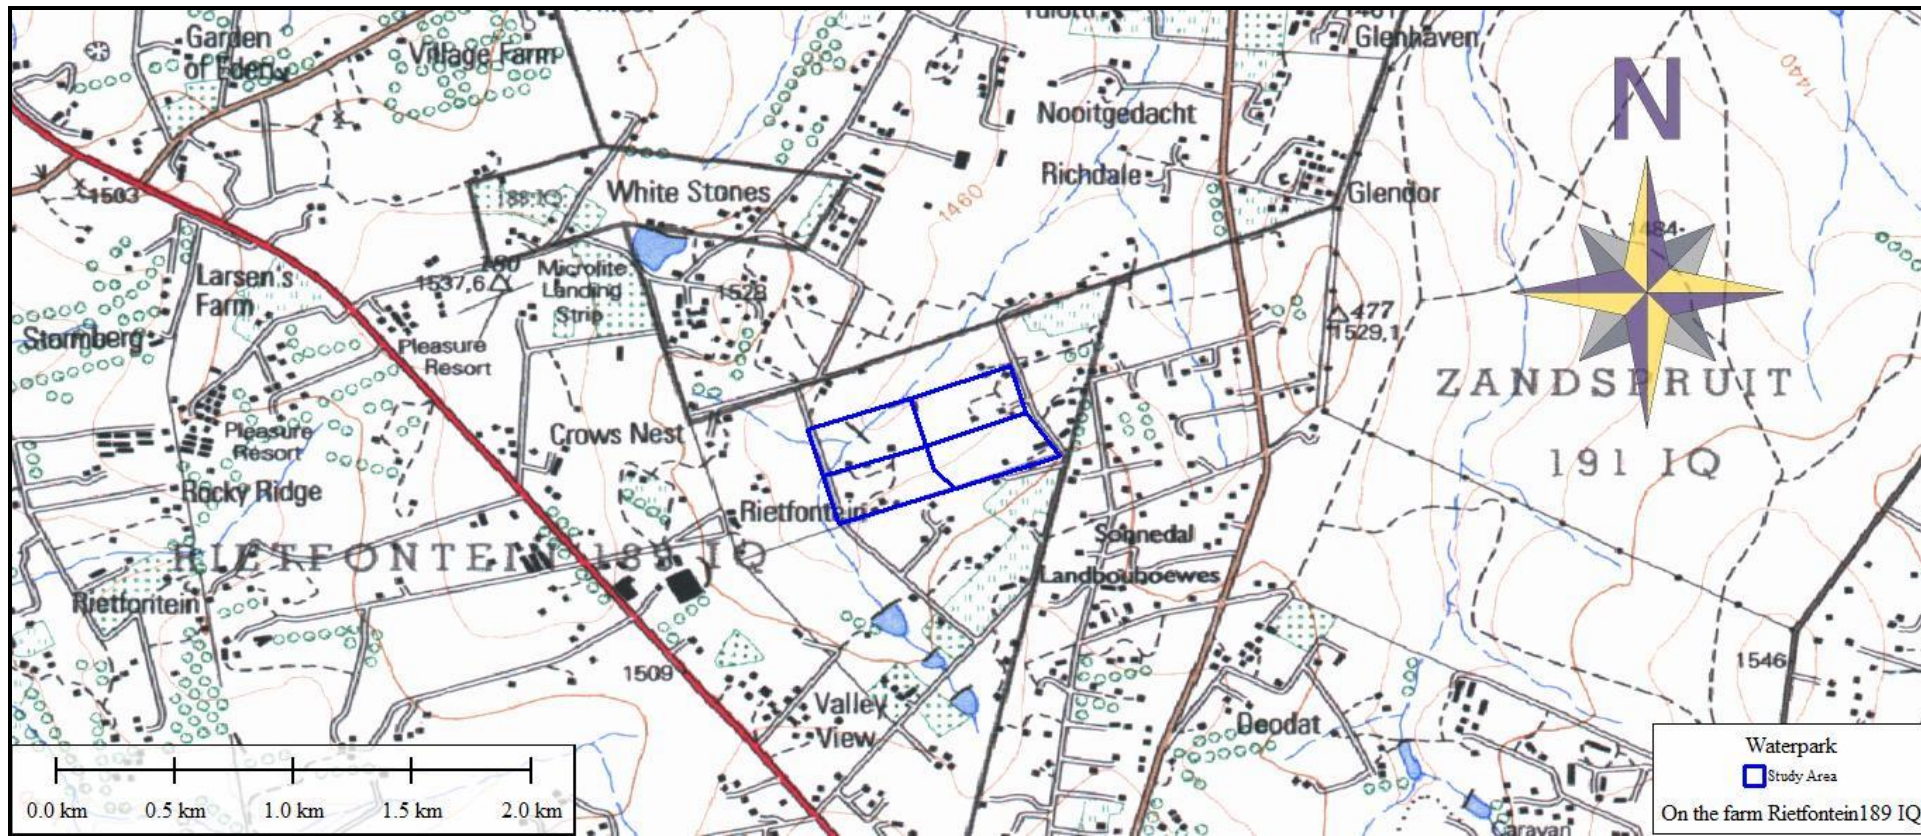 Garden
of Eden
Village Farm
Glenhaven
1440
N
Nooitgedacht
Richdale
Glendor
1503
188 IQ
White Stones
1460
1484
Larsen's
Farm
180
1537,6
Microlite
Landing
Strip
1528
477
1529,1
Stormberg
Pleasure
Resort
ZANDSPRUIT
191 IQ
Pleasure
Resort
Crows Nest
Rocky Ridge
Rietfontein
RIETFONTEIN 189 IQ
Sonnedal
Landbouhoewes
Rietfontein
1509
1546
Valley
View
Deodat
Caravan
0.0 km 0.5 km 1.0 km 1.5 km 2.0 km
Waterpark
Study Area
On the farm Rietfontein189 IQ